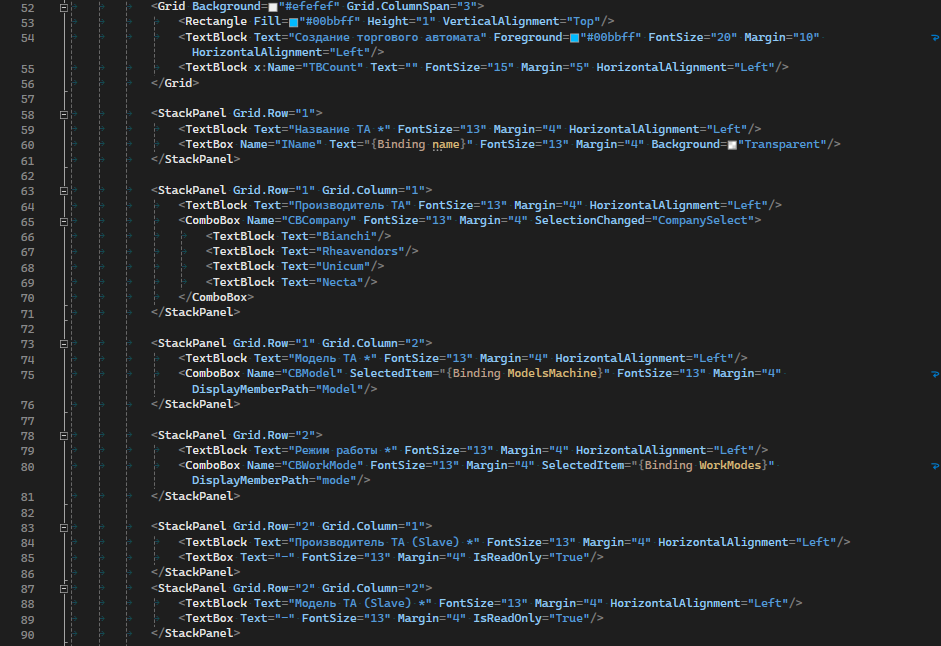 52 <Grid Background="#efefef" Grid.ColumnSpan="3">
53 <Rectangle Fill="#00bbff" Height="1" VerticalAlignment="Top"/>
54 <TextBlock Text="Создание торгового автомата" Foreground="#00bbff" FontSize="20" Margin="10"
HorizontalAlignment="Left"/>
55 <TextBlock x:Name="TBCount" Text="" FontSize="15" Margin="5" HorizontalAlignment="Left"/>
56 </Grid>
57
58 <StackPanel Grid.Row="1">
59 <TextBlock Text="Название ТА *" FontSize="13" Margin="4" HorizontalAlignment="Left"/>
60 <TextBox Name="IName" Text="{Binding name}" FontSize="13" Margin="4" Background="Transparent"/>
61 </StackPanel>
62
63 <StackPanel Grid.Row="1" Grid.Column="1">
64 <TextBlock Text="Производитель ТА" FontSize="13" Margin="4" HorizontalAlignment="Left"/>
65 <ComboBox Name="CBCompany" FontSize="13" Margin="4" SelectionChanged="CompanySelect">
66 <TextBlock Text="Bianchi"/>
67 <TextBlock Text="Rheavendors"/>
68 <TextBlock Text="Unicum"/>
69 <TextBlock Text="Necta"/>
70 </ComboBox>
71 </StackPanel>
72
73 <StackPanel Grid.Row="1" Grid.Column="2">
74 <TextBlock Text="Модель ТА *" FontSize="13" Margin="4" HorizontalAlignment="Left"/>
75 <ComboBox Name="CBModel" SelectedItem="{Binding ModelsMachine}" FontSize="13" Margin="4"
DisplayMemberPath="Model"/>
76 </StackPanel>
77
78 <StackPanel Grid.Row="2">
79 <TextBlock Text="Режим работы *" FontSize="13" Margin="4" HorizontalAlignment="Left"/>
80 <ComboBox Name="CBWorkMode" FontSize="13" Margin="4" SelectedItem="{Binding WorkModes}"
DisplayMemberPath="mode"/>
81 </StackPanel>
82
83 <StackPanel Grid.Row="2" Grid.Column="1">
84 <TextBlock Text="Производитель ТА (Slave) *" FontSize="13" Margin="4" HorizontalAlignment="Left"/>
85 <TextBox Text="-" FontSize="13" Margin="4" IsReadOnly="True"/>
86 </StackPanel>
87 <StackPanel Grid.Row="2" Grid.Column="2">
88 <TextBlock Text="Модель ТА (Slave) *" FontSize="13" Margin="4" HorizontalAlignment="Left"/>
89 <TextBox Text="-" FontSize="13" Margin="4" IsReadOnly="True"/>
90 </StackPanel>